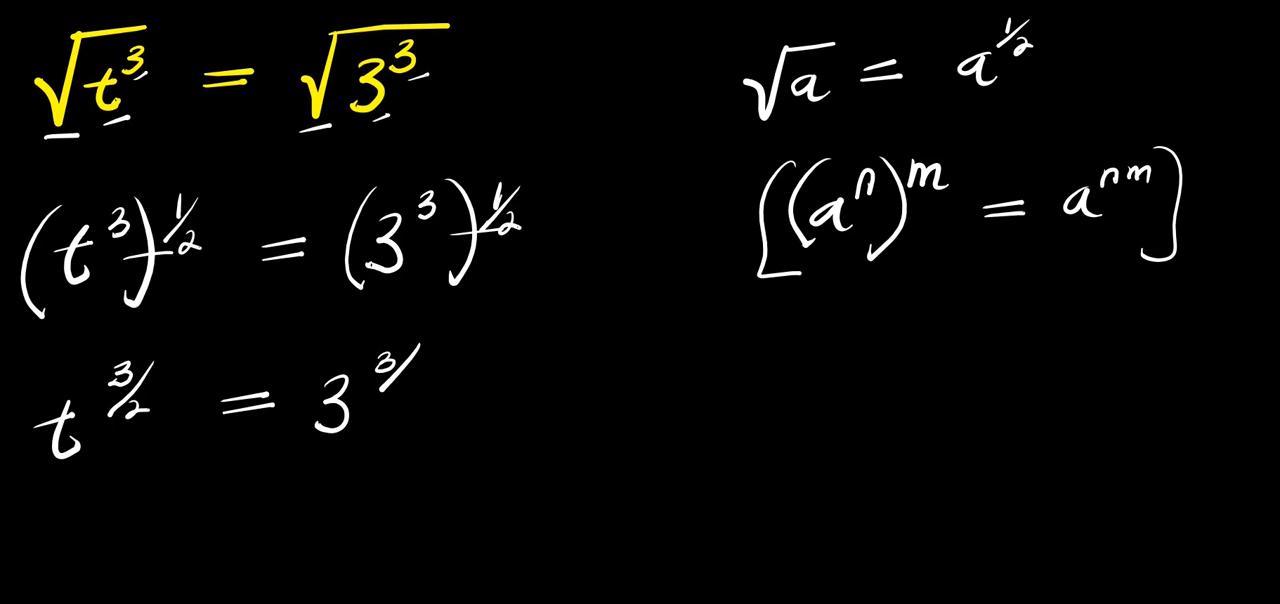 √t³ = √3³
√a = a^½
(t³)^½ = (3³)^½
[(aⁿ)ᵐ = aⁿᵐ]
t^3/2 = 3^3/